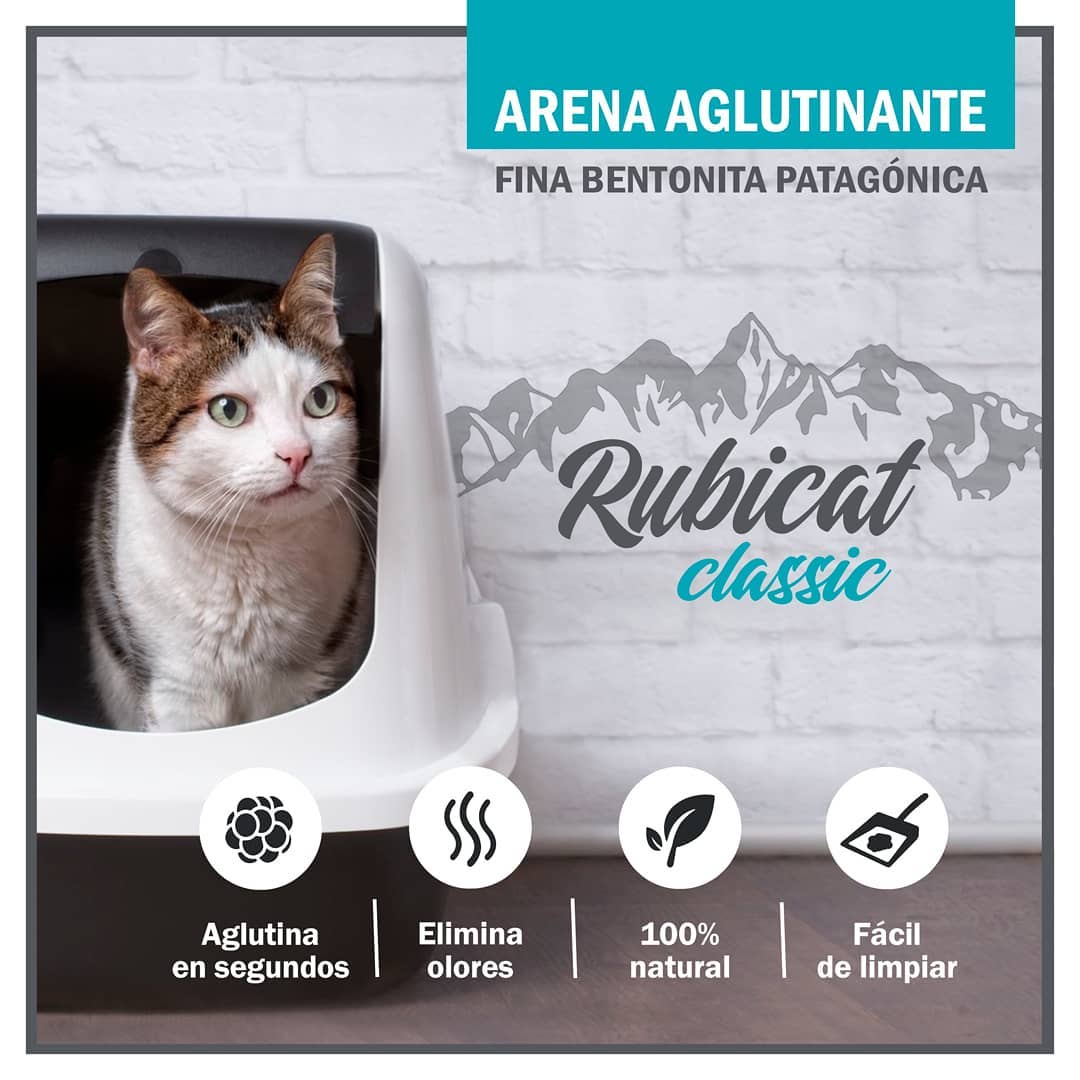 ARENA AGLUTINANTE
FINA BENTONITA PATAGÓNICA
Rubicat
classic
Aglutina
en segundos
Elimina
olores
100%
natural
Fácil
de limpiar